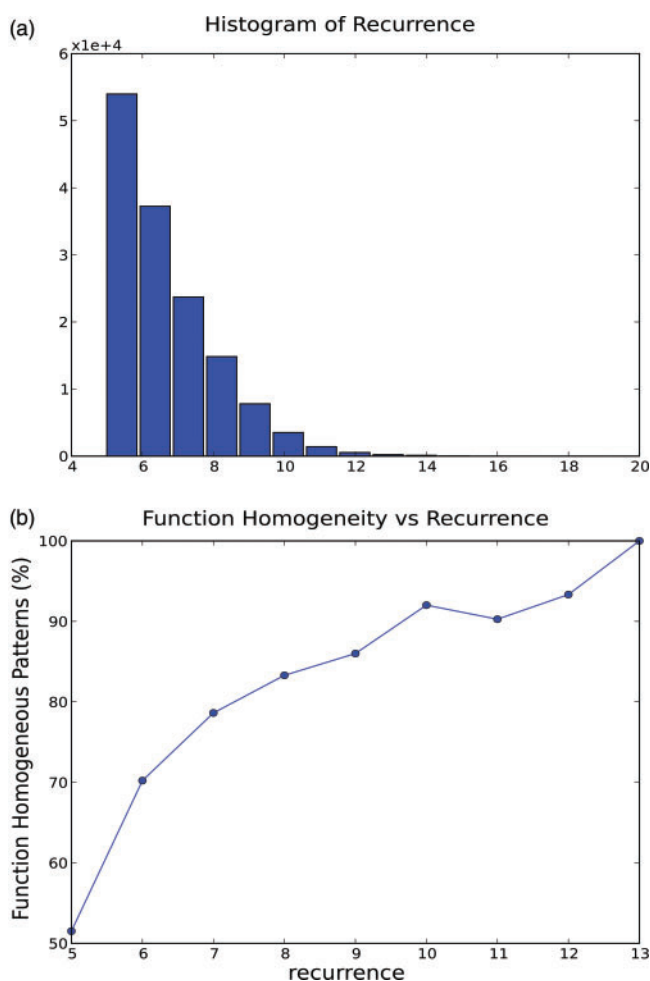 (a)
Histogram of Recurrence
x1e+4
6
5
4
3
2
1
0
4 6 8 10 12 14 16 18 20
(b)
Function Homogeneity vs Recurrence
Function Homogeneous Patterns (%)
100
90
80
70
60
50
5 6 7 8 9 10 11 12 13
recurrence